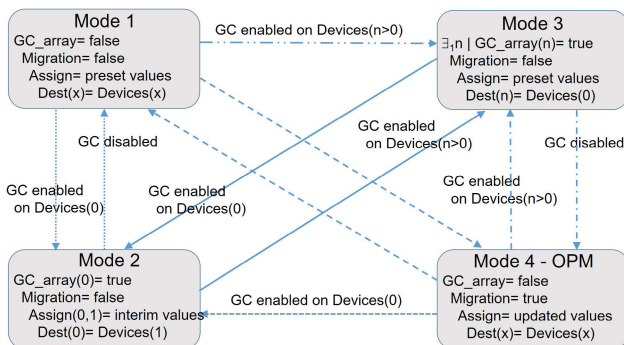 Mode 1
GC_array= false
Migration= false
Assign= preset values
Dest(x)= Devices(x)
GC enabled on Devices(n>0)
Mode 3
∃₁n | GC_array(n)= true
Migration= false
Assign= preset values
Dest(n)= Devices(0)
GC disabled
GC enabled
on Devices(0)
GC enabled
on Devices(0)
GC enabled
on Devices(n>0)
GC disabled
GC enabled
on Devices(n>0)
Mode 2
GC_array(0)= true
Migration= false
Assign(0,1)= interim values
Dest(0)= Devices(1)
GC enabled on Devices(0)
Mode 4 - OPM
GC_array= false
Migration= true
Assign= updated values
Dest(x)= Devices(x)